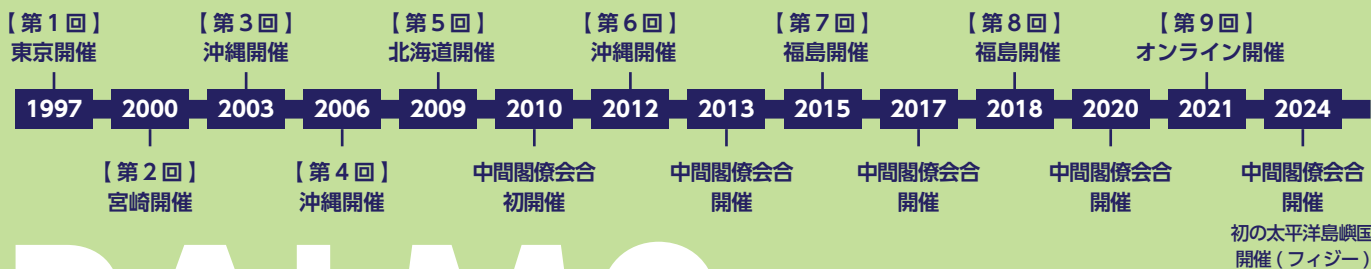 【第1回】
東京開催
【第3回】
沖縄開催
【第5回】
北海道開催
【第6回】
沖縄開催
【第7回】
福島開催
【第8回】
福島開催
【第9回】
オンライン開催
1997 2000 2003 2006 2009 2010 2012 2013 2015 2017 2018 2020 2021 2024
【第2回】
宮崎開催
【第4回】
沖縄開催
中間閣僚会合
初開催
中間閣僚会合
開催
中間閣僚会合
開催
中間閣僚会合
開催
中間閣僚会合
開催
初の太平洋島嶼国
開催(フィジー)